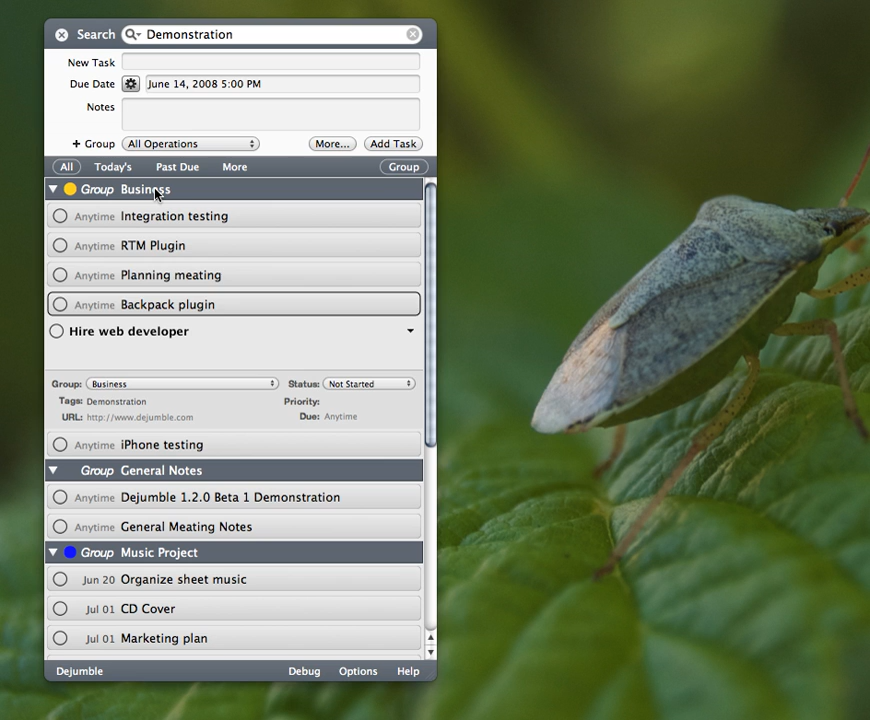 Search Demonstration
New Task
Due Date June 14, 2008 5:00 PM
Notes
+ Group All Operations More... Add Task
All Today's Past Due More Group
Group Business
Anytime Integration testing
Anytime RTM Plugin
Anytime Planning meating
Anytime Backpack plugin
Hire web developer
Group: Business Status: Not Started
Tags: Demonstration Priority:
URL: http://www.dejumble.com Due: Anytime
Anytime iPhone testing
Group General Notes
Anytime Dejumble 1.2.0 Beta 1 Demonstration
Anytime General Meating Notes
Group Music Project
Jun 20 Organize sheet music
Jul 01 CD Cover
Jul 01 Marketing plan
Dejumble Debug Options Help